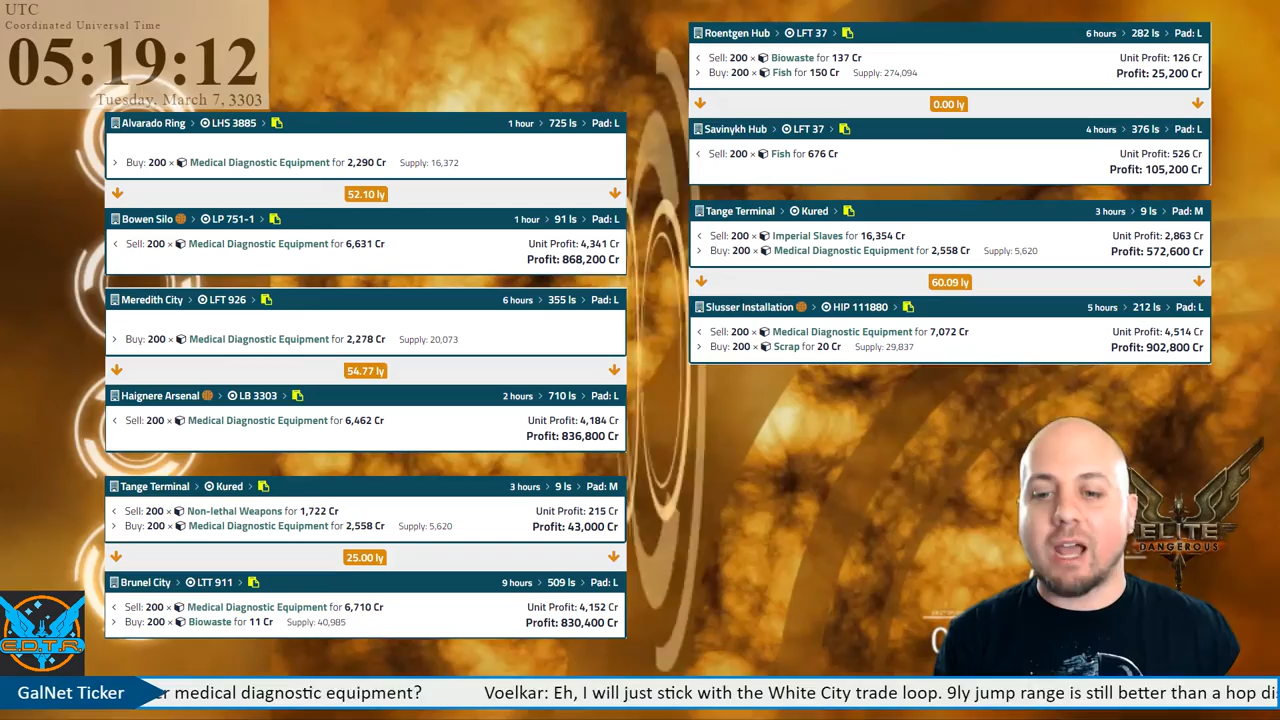 UTC
Coordinated Universal Time
05:19:12
Tuesday, March 7, 3303
Alvarado Ring > LHS 3885 > 1 hour > 725 ls > Pad: L
> Buy: 200 × Medical Diagnostic Equipment for 2,290 Cr Supply: 16,372
52.10 ly
Bowen Silo > LP 751-1 > 1 hour > 91 ls > Pad: L
< Sell: 200 × Medical Diagnostic Equipment for 6,631 Cr Unit Profit: 4,341 Cr
Profit: 868,200 Cr
Meredith City > LFT 926 > 6 hours > 355 ls > Pad: L
> Buy: 200 × Medical Diagnostic Equipment for 2,278 Cr Supply: 20,073
54.77 ly
Haignere Arsenal > LB 3303 > 2 hours > 710 ls > Pad: L
< Sell: 200 × Medical Diagnostic Equipment for 6,462 Cr Unit Profit: 4,184 Cr
Profit: 836,800 Cr
Tange Terminal > Kured > 3 hours > 9 ls > Pad: M
< Sell: 200 × Non-lethal Weapons for 1,722 Cr Unit Profit: 215 Cr
> Buy: 200 × Medical Diagnostic Equipment for 2,558 Cr Supply: 5,620 Profit: 43,000 Cr
25.00 ly
Brunel City > LTT 911 > 9 hours > 509 ls > Pad: L
< Sell: 200 × Medical Diagnostic Equipment for 6,710 Cr Unit Profit: 4,152 Cr
> Buy: 200 × Biowaste for 11 Cr Supply: 40,985 Profit: 830,400 Cr
Roentgen Hub > LFT 37 > 6 hours > 282 ls > Pad: L
< Sell: 200 × Biowaste for 137 Cr Unit Profit: 126 Cr
> Buy: 200 × Fish for 150 Cr Supply: 274,094 Profit: 25,200 Cr
0.00 ly
Savinykh Hub > LFT 37 > 4 hours > 376 ls > Pad: L
< Sell: 200 × Fish for 676 Cr Unit Profit: 526 Cr
Profit: 105,200 Cr
Tange Terminal > Kured > 3 hours > 9 ls > Pad: M
< Sell: 200 × Imperial Slaves for 16,354 Cr Unit Profit: 2,863 Cr
> Buy: 200 × Medical Diagnostic Equipment for 2,558 Cr Supply: 5,620 Profit: 572,600 Cr
60.09 ly
Slusser Installation > HIP 111880 > 5 hours > 212 ls > Pad: L
< Sell: 200 × Medical Diagnostic Equipment for 7,072 Cr Unit Profit: 4,514 Cr
> Buy: 200 × Scrap for 20 Cr Supply: 29,837 Profit: 902,800 Cr
ELITE
DANGEROUS
E.D.T.R.
GalNet Ticker
r medical diagnostic equipment? Voelkar: Eh, I will just stick with the White City trade loop. 9ly jump range is still better than a hop di